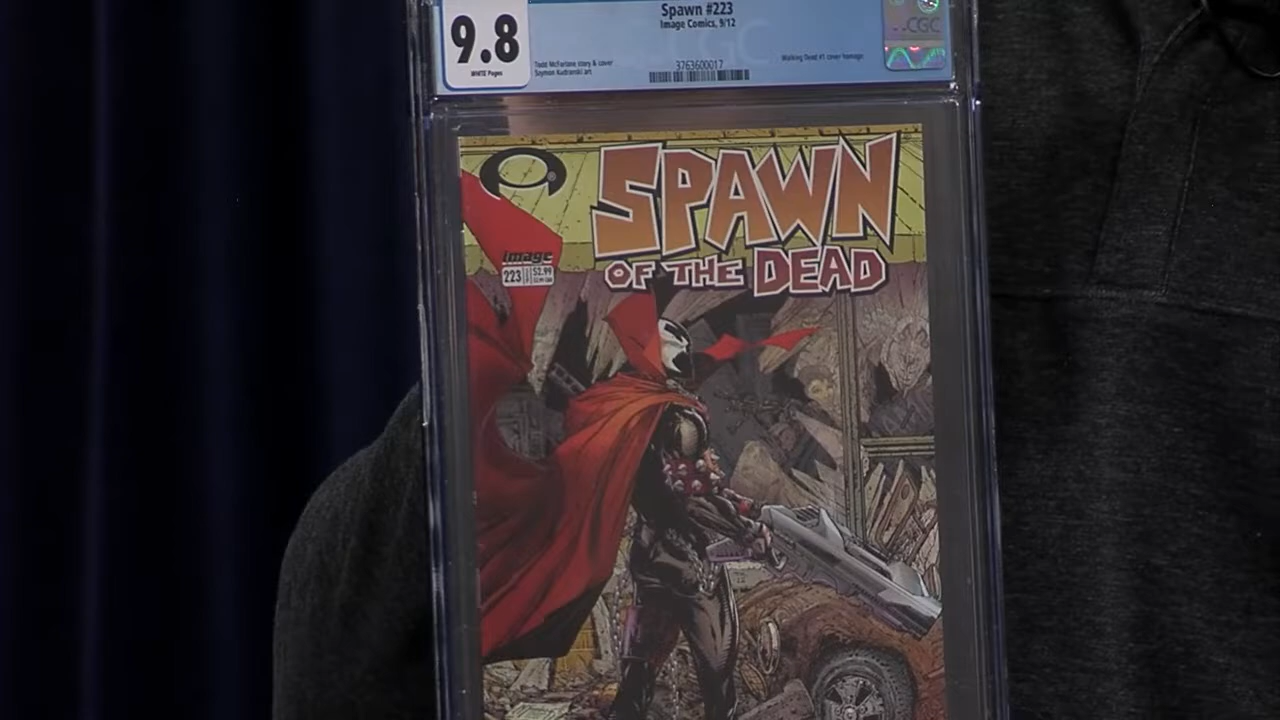 9.8
WHITE Pages
Spawn #223
Image Comics, 9/12
Todd McFarlane story & cover
Szymon Kudranski art
3763600017
Walking Dead #1 cover homage
CGC
CGC
SPAWN
OF THE DEAD
image
223
$2.99